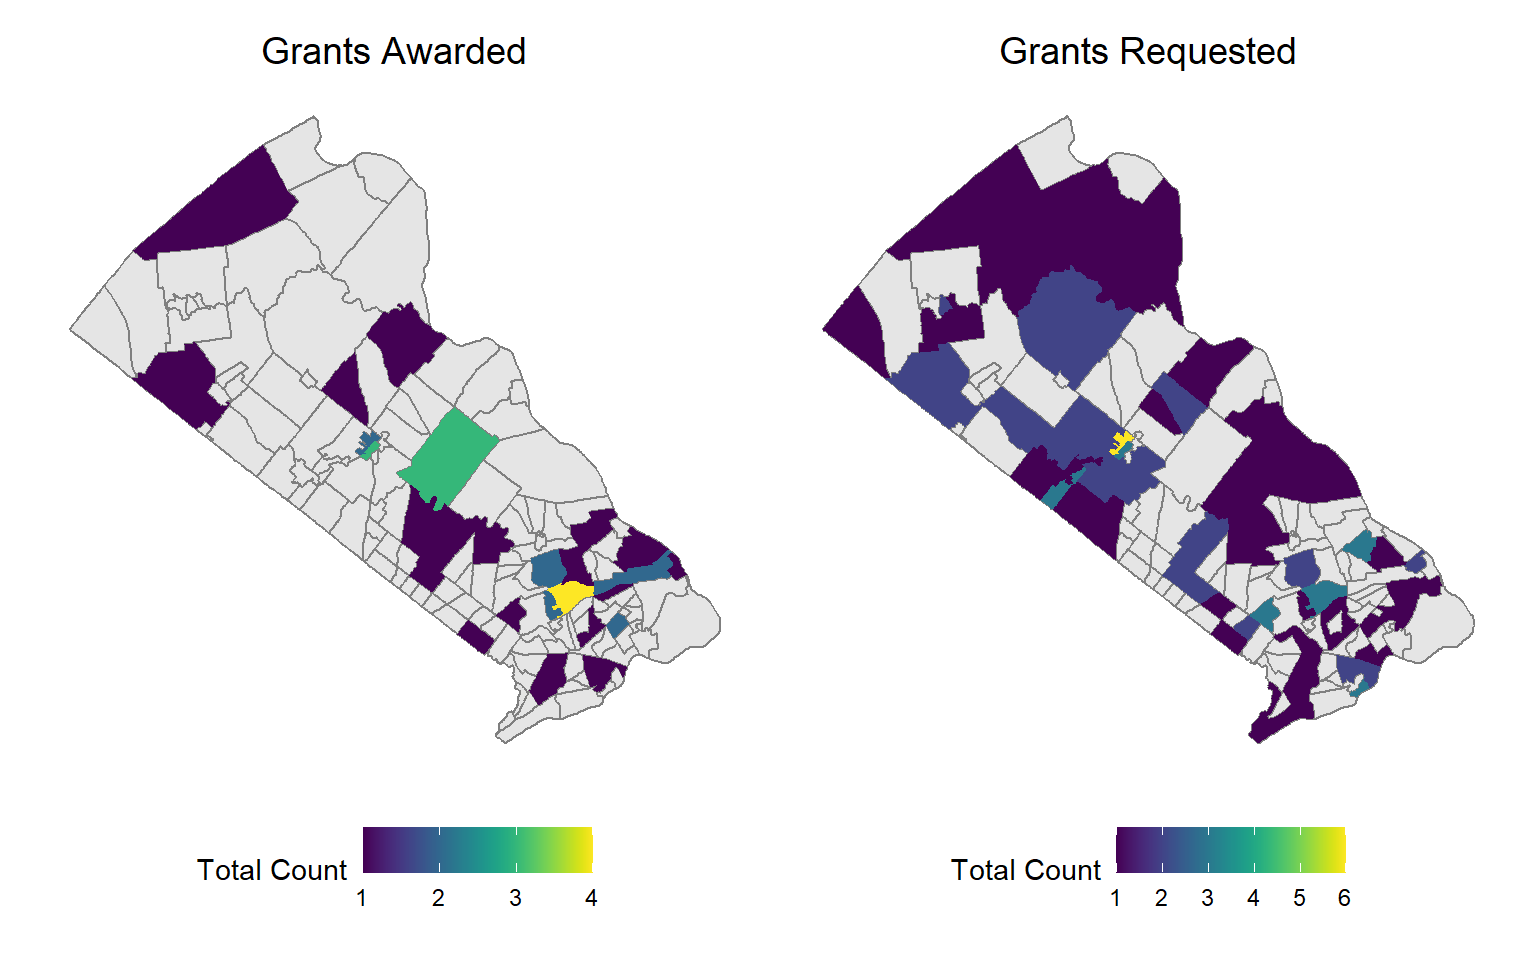 Grants Awarded
Grants Requested
Total Count
1 2 3 4
Total Count
1 2 3 4 5 6